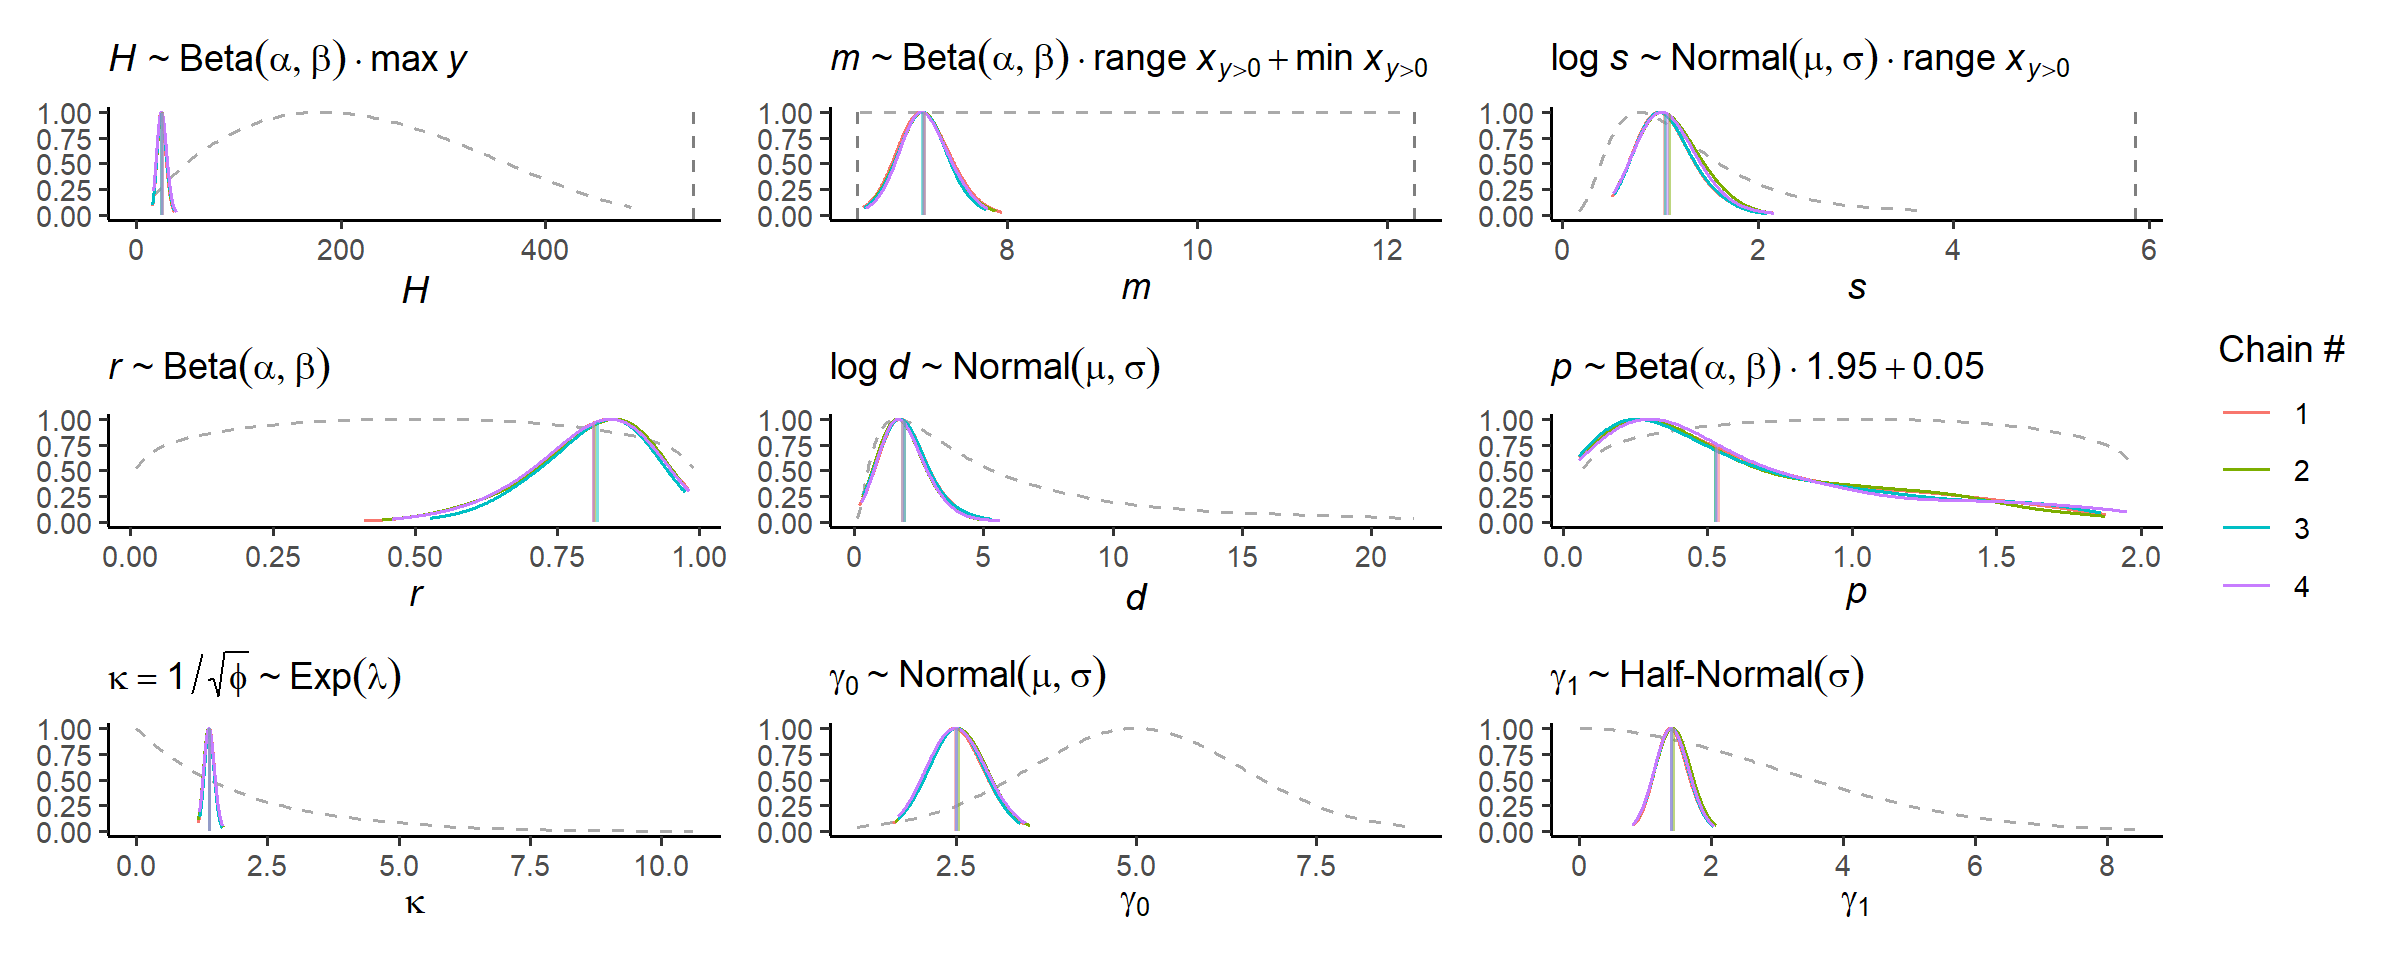 H ~ Beta(α, β) · max y
m ~ Beta(α, β) · range x y>0 + min x y>0
log s ~ Normal(μ, σ) · range x y>0
1.00
0.75
0.50
0.25
0.00
0 200 400
H
1.00
0.75
0.50
0.25
0.00
8 10 12
m
1.00
0.75
0.50
0.25
0.00
0 2 4 6
s
r ~ Beta(α, β)
log d ~ Normal(μ, σ)
p ~ Beta(α, β) · 1.95 + 0.05
1.00
0.75
0.50
0.25
0.00
0.00 0.25 0.50 0.75 1.00
r
1.00
0.75
0.50
0.25
0.00
0 5 10 15 20
d
1.00
0.75
0.50
0.25
0.00
0.0 0.5 1.0 1.5 2.0
p
κ = 1/√ϕ ~ Exp(λ)
γ0 ~ Normal(μ, σ)
γ1 ~ Half-Normal(σ)
1.00
0.75
0.50
0.25
0.00
0.0 2.5 5.0 7.5 10.0
κ
1.00
0.75
0.50
0.25
0.00
2.5 5.0 7.5
γ0
1.00
0.75
0.50
0.25
0.00
0 2 4 6 8
γ1
Chain #
1
2
3
4